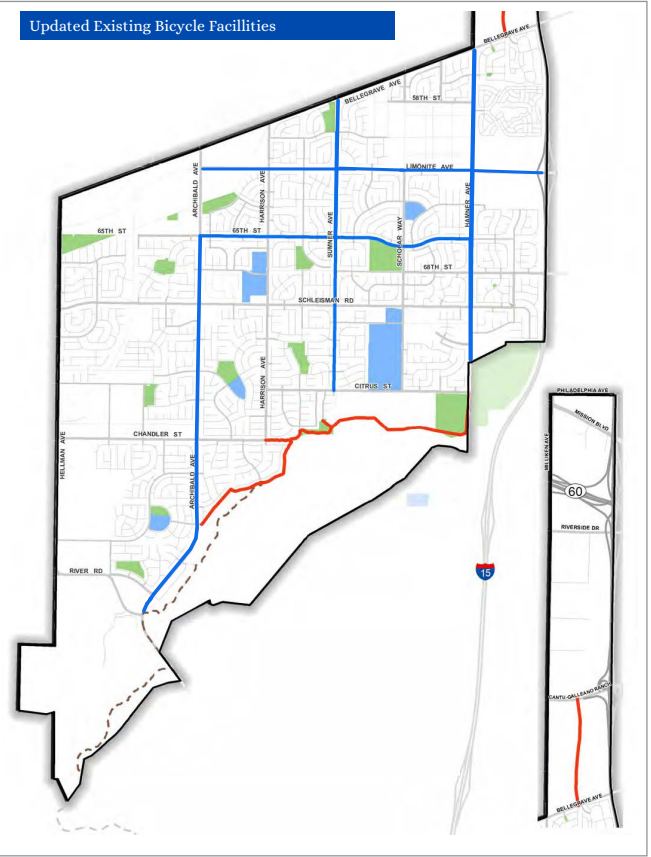 Updated Existing Bicycle Facillities
BELLEGRAVE AVE
BELLEGRAVE AVE
58TH ST
LIMONITE AVE
ARCHIBALD AVE
HARRISON AVE
SUMNER AVE
SCHOLAR WAY
HAMNER AVE
65TH ST
65TH ST
68TH ST
SCHLEISMAN RD
HARRISON AVE
CITRUS ST
CHANDLER ST
HELLMAN AVE
ARCHIBALD AVE
RIVER RD
15
PHILADELPHIA AVE
MISSION BLVD
MILLIKEN AVE
60
RIVERSIDE DR
CANTU-GALLEANO RANCH
BELLEGRAVE AVE